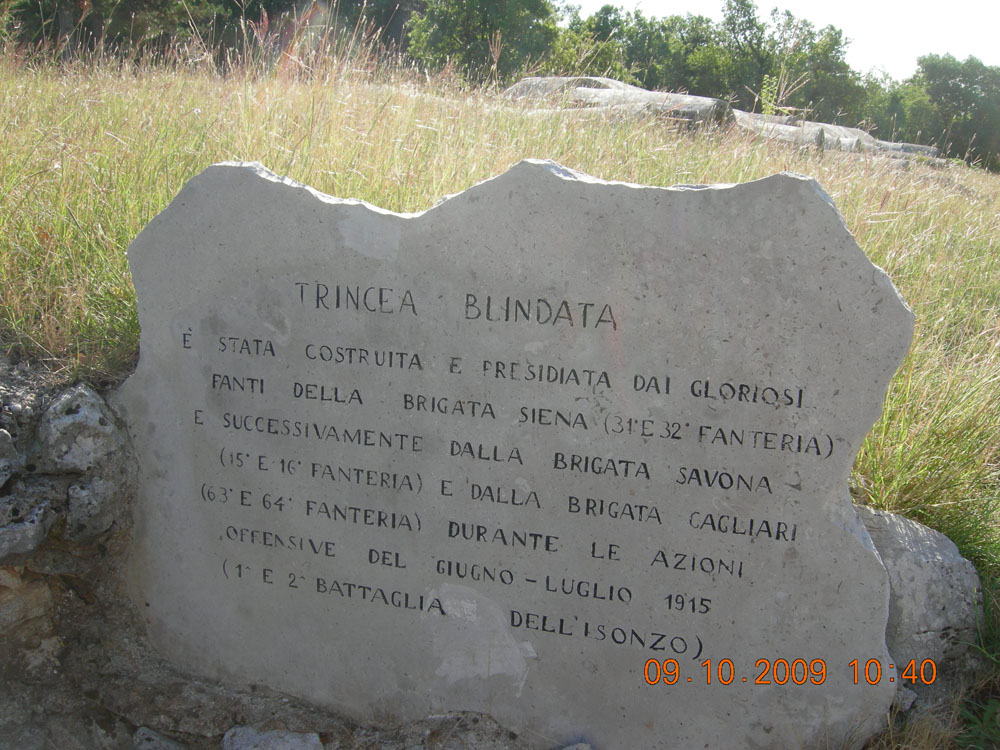 TRINCEA BLINDATA
È STATA COSTRUITA E PRESIDIATA DAI GLORIOSI
FANTI DELLA BRIGATA SIENA (31° E 32° FANTERIA)
E SUCCESSIVAMENTE DALLA BRIGATA SAVONA
(15° E 16° FANTERIA) E DALLA BRIGATA CAGLIARI
(63° E 64° FANTERIA) DURANTE LE AZIONI
OFFENSIVE DEL GIUGNO - LUGLIO 1915
(1ª E 2ª BATTAGLIA DELL'ISONZO)
09.10.2009 10:40